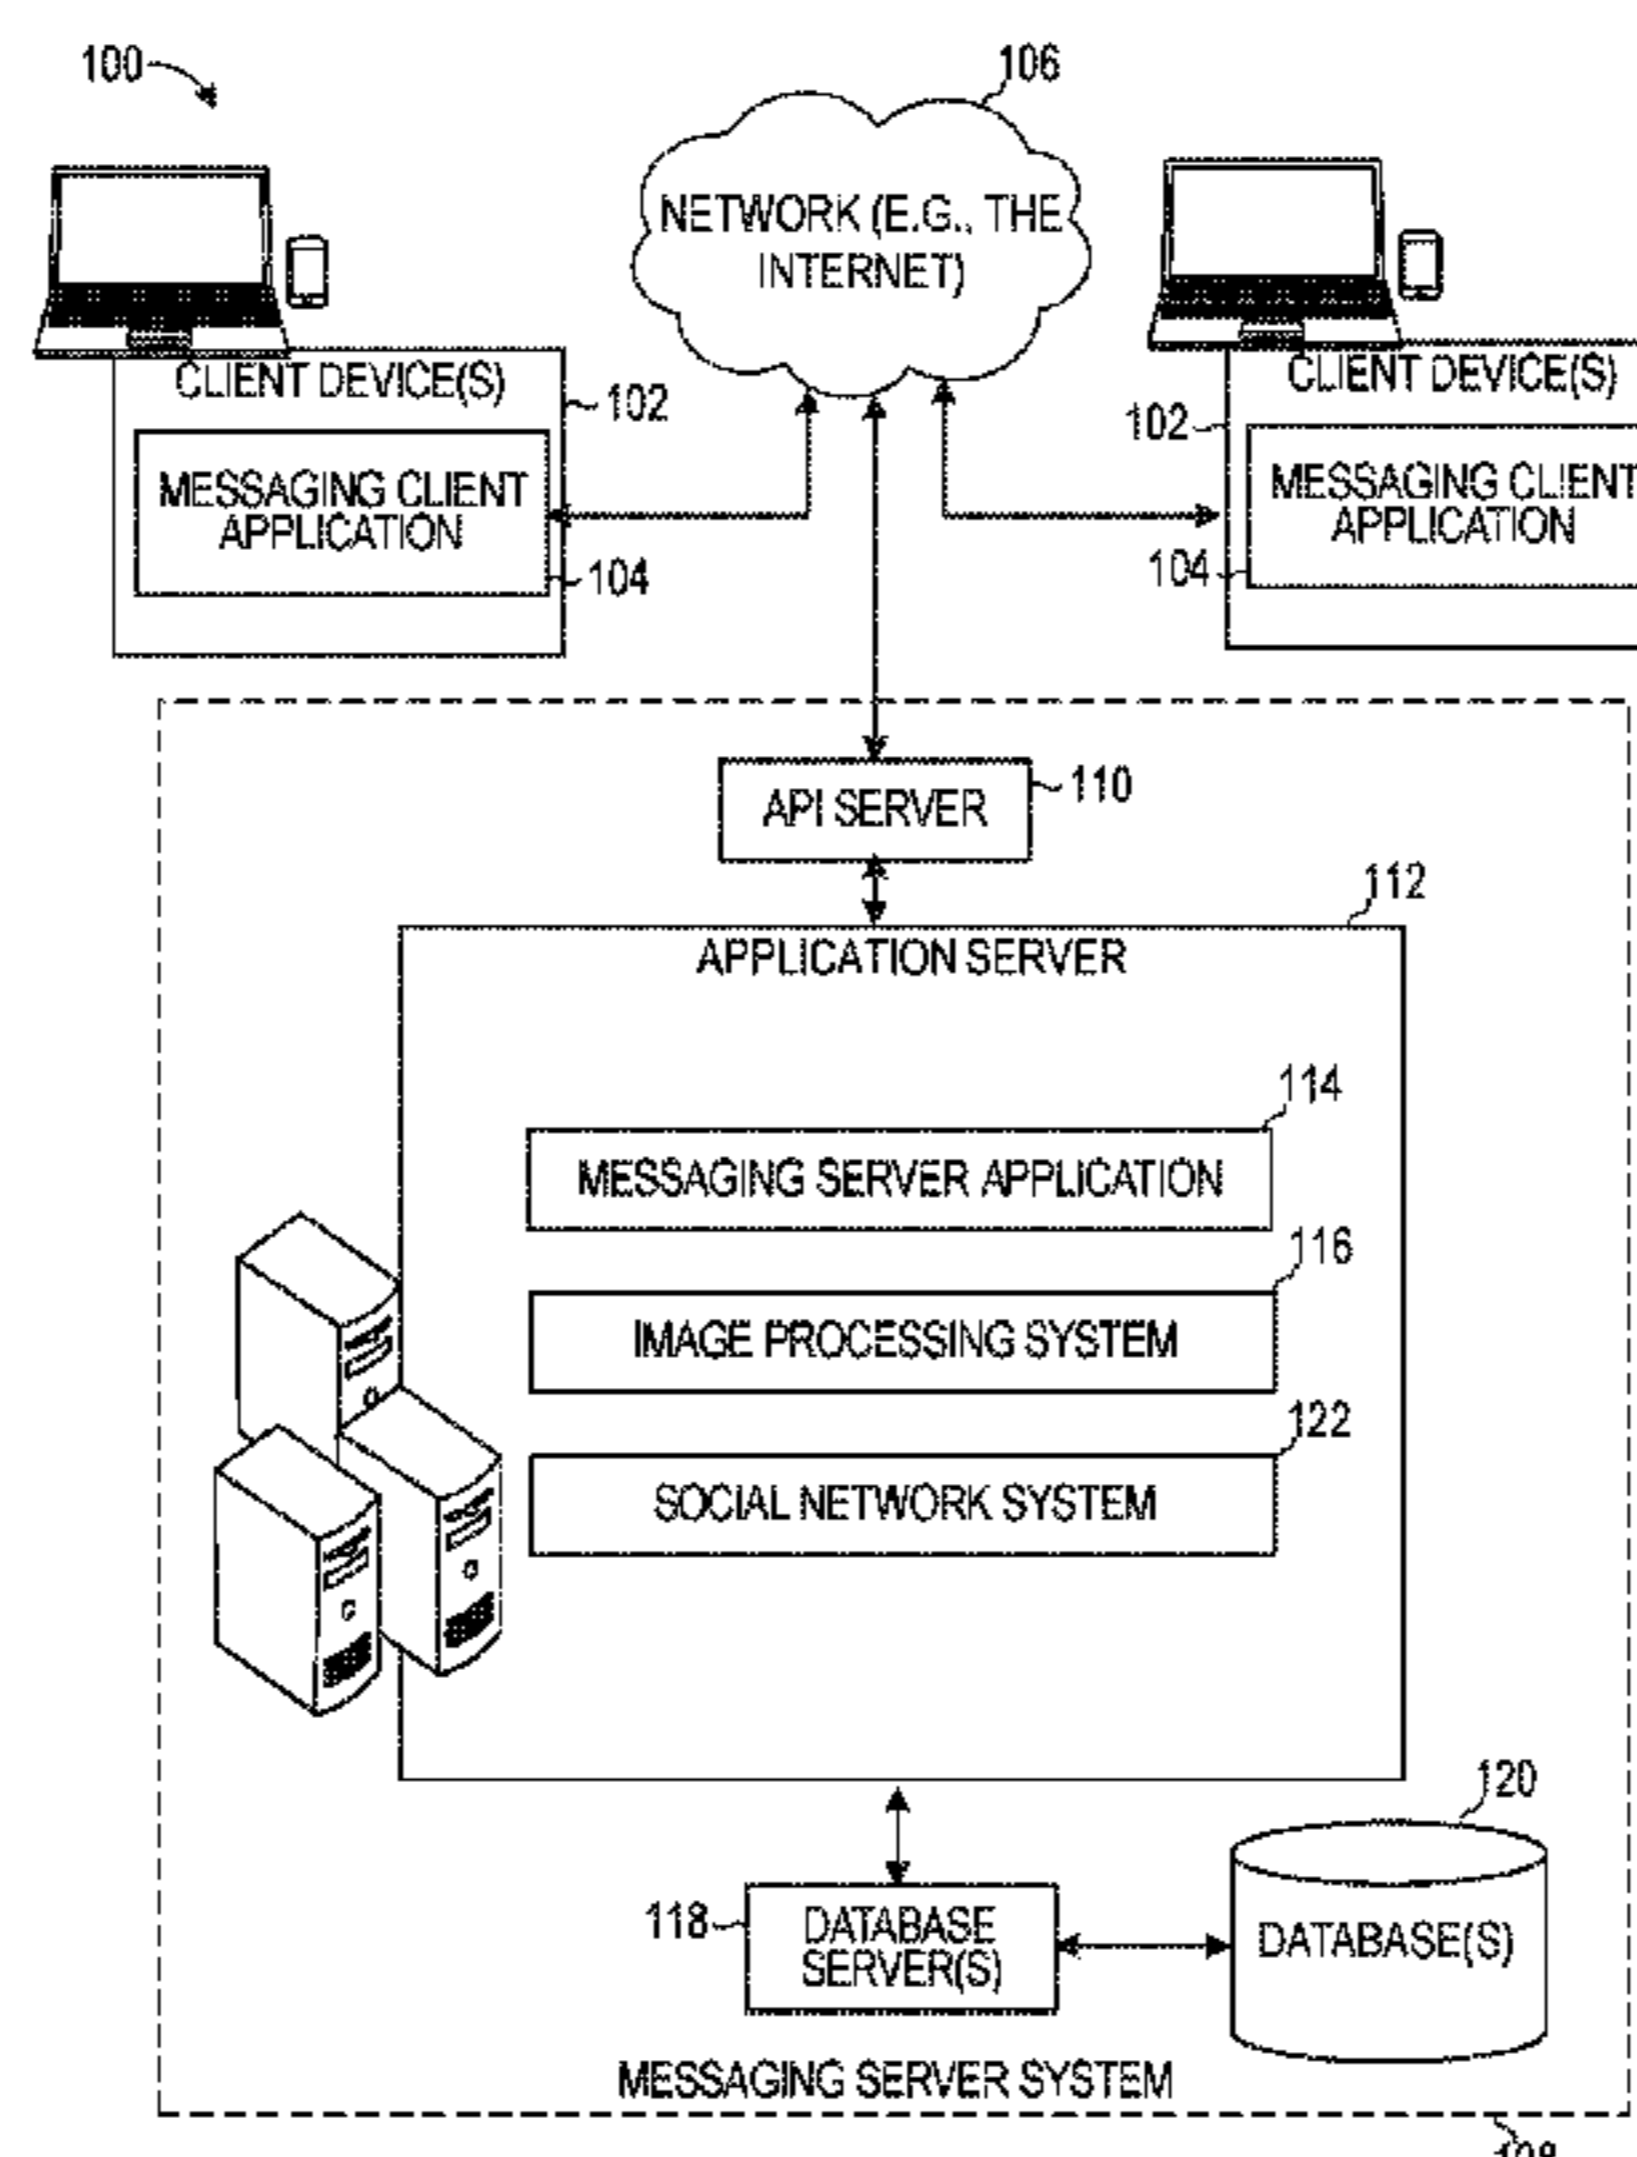 100
106
NETWORK (E.G., THE
INTERNET)
CLIENT DEVICE(S)
102
MESSAGING CLIENT
APPLICATION
104
CLIENT DEVICE(S)
102
MESSAGING CLIENT
APPLICATION
104
API SERVER
110
112
APPLICATION SERVER
114
MESSAGING SERVER APPLICATION
116
IMAGE PROCESSING SYSTEM
122
SOCIAL NETWORK SYSTEM
120
118
DATABASE
SERVER(S)
DATABASE(S)
MESSAGING SERVER SYSTEM